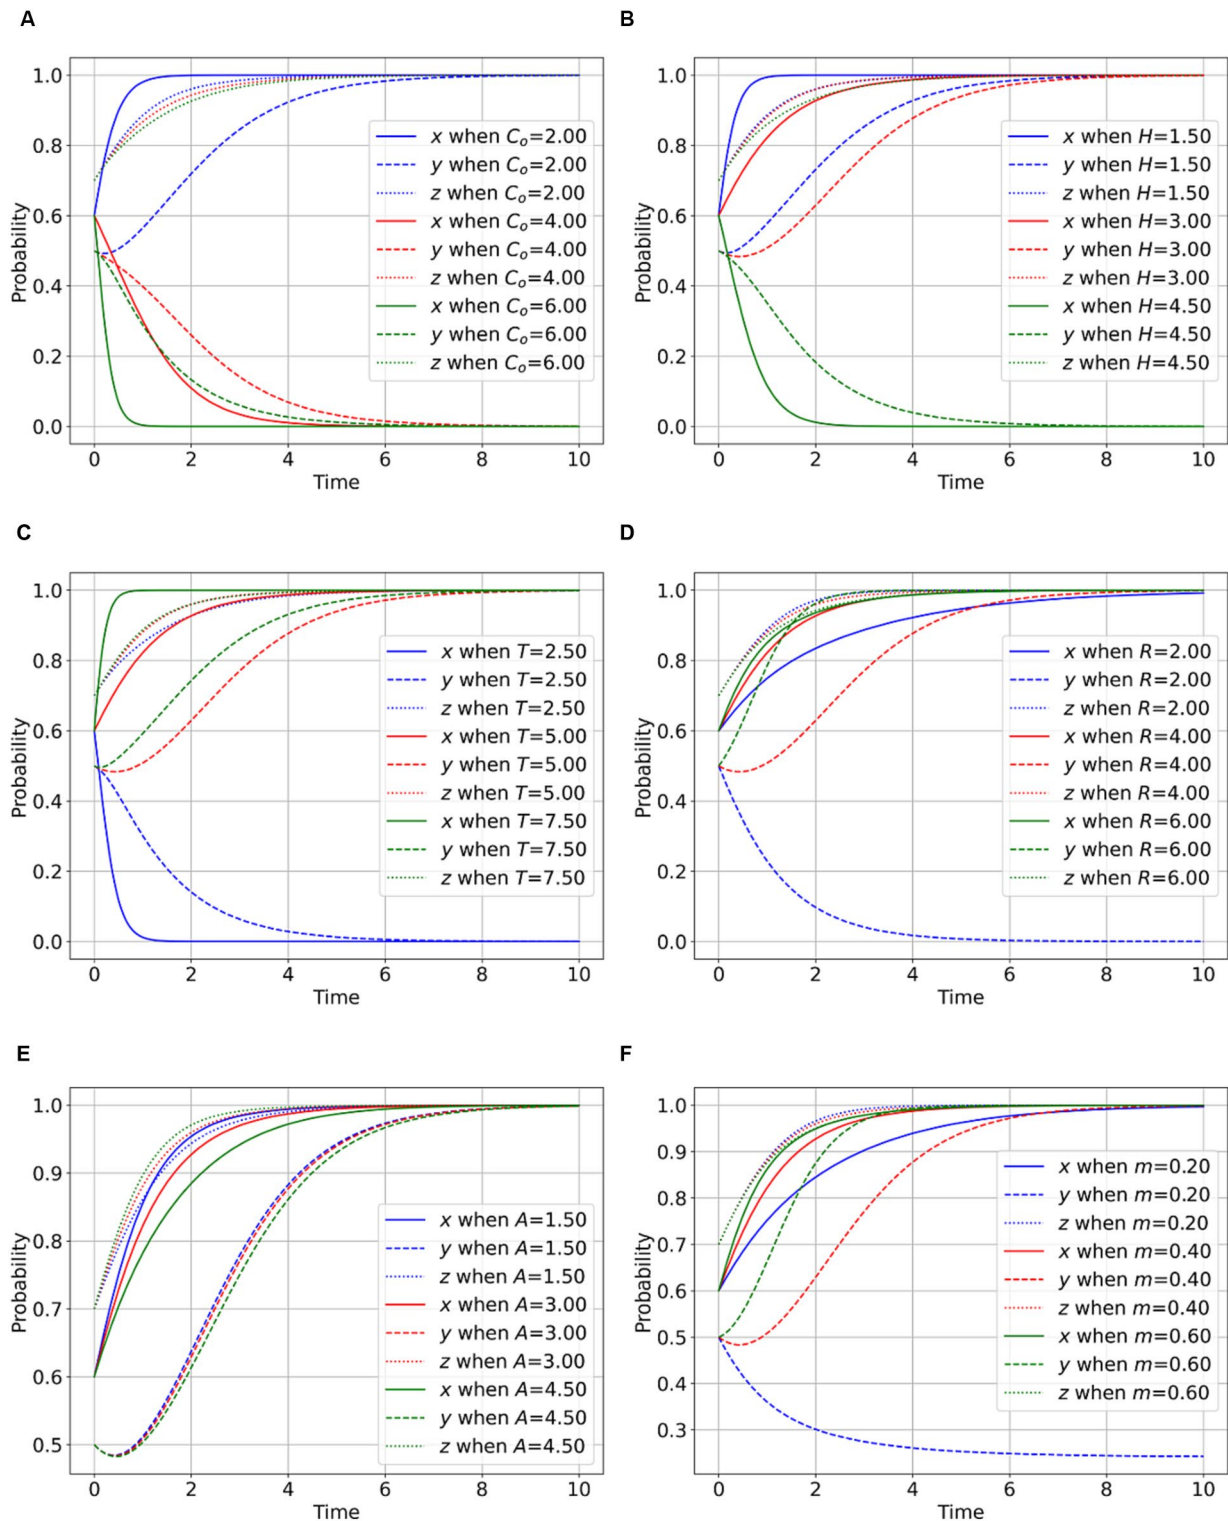 A
B
Probability
1.0
0.8
0.6
0.4
0.2
0.0
x when Cₒ=2.00
y when Cₒ=2.00
z when Cₒ=2.00
x when Cₒ=4.00
y when Cₒ=4.00
z when Cₒ=4.00
x when Cₒ=6.00
y when Cₒ=6.00
z when Cₒ=6.00
0 2 4 6 8 10
Time
Probability
1.0
0.8
0.6
0.4
0.2
0.0
x when H=1.50
y when H=1.50
z when H=1.50
x when H=3.00
y when H=3.00
z when H=3.00
x when H=4.50
y when H=4.50
z when H=4.50
0 2 4 6 8 10
Time
C
D
Probability
1.0
0.8
0.6
0.4
0.2
0.0
x when T=2.50
y when T=2.50
z when T=2.50
x when T=5.00
y when T=5.00
z when T=5.00
x when T=7.50
y when T=7.50
z when T=7.50
0 2 4 6 8 10
Time
Probability
1.0
0.8
0.6
0.4
0.2
0.0
x when R=2.00
y when R=2.00
z when R=2.00
x when R=4.00
y when R=4.00
z when R=4.00
x when R=6.00
y when R=6.00
z when R=6.00
0 2 4 6 8 10
Time
E
F
Probability
1.0
0.9
0.8
0.7
0.6
0.5
x when A=1.50
y when A=1.50
z when A=1.50
x when A=3.00
y when A=3.00
z when A=3.00
x when A=4.50
y when A=4.50
z when A=4.50
0 2 4 6 8 10
Time
Probability
1.0
0.9
0.8
0.7
0.6
0.5
0.4
0.3
x when m=0.20
y when m=0.20
z when m=0.20
x when m=0.40
y when m=0.40
z when m=0.40
x when m=0.60
y when m=0.60
z when m=0.60
0 2 4 6 8 10
Time